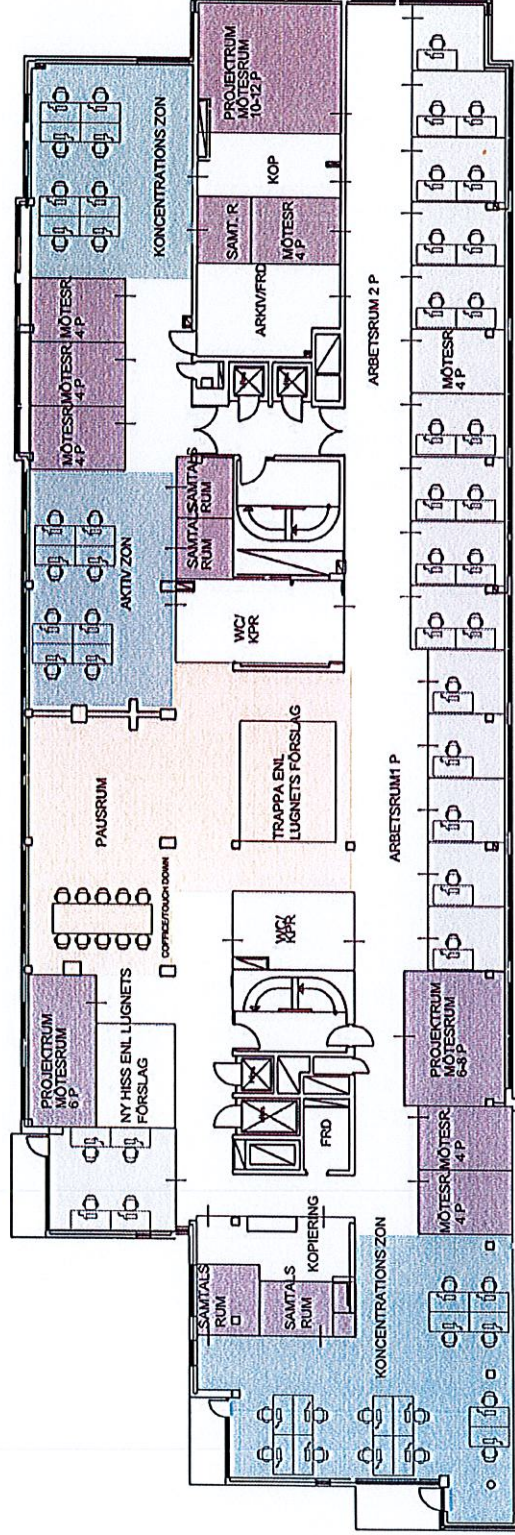 PROJEKTRUM
MÖTESRUM
6 P
NY HISS ENL LUGNETS
FÖRSLAG
COFFICE/TOUCH DOWN
PAUSRUM
AKTIV ZON
MÖTESR.
4 P
MÖTESR.
4 P
MÖTESR.
4 P
KONCENTRATIONS ZON
SAMTALS
RUM
SAMTALS
RUM
KOPIERING
FRD
WC/
KPR
TRAPPA ENL
LUGNETS FÖRSLAG
WC/
KPR
SAMTALS
RUM
SAMTALS
RUM
ARKIV/FRD
SAMT. R
MÖTESR
4 P
KOP
PROJEKTRUM
MÖTESRUM
10-12 P
KONCENTRATIONS ZON
MÖTESR.
4 P
MÖTESR.
4 P
PROJEKTRUM
MÖTESRUM
6-8 P
ARBETSRUM1 P
ARBETSRUM 2 P
MÖTESR
4 P